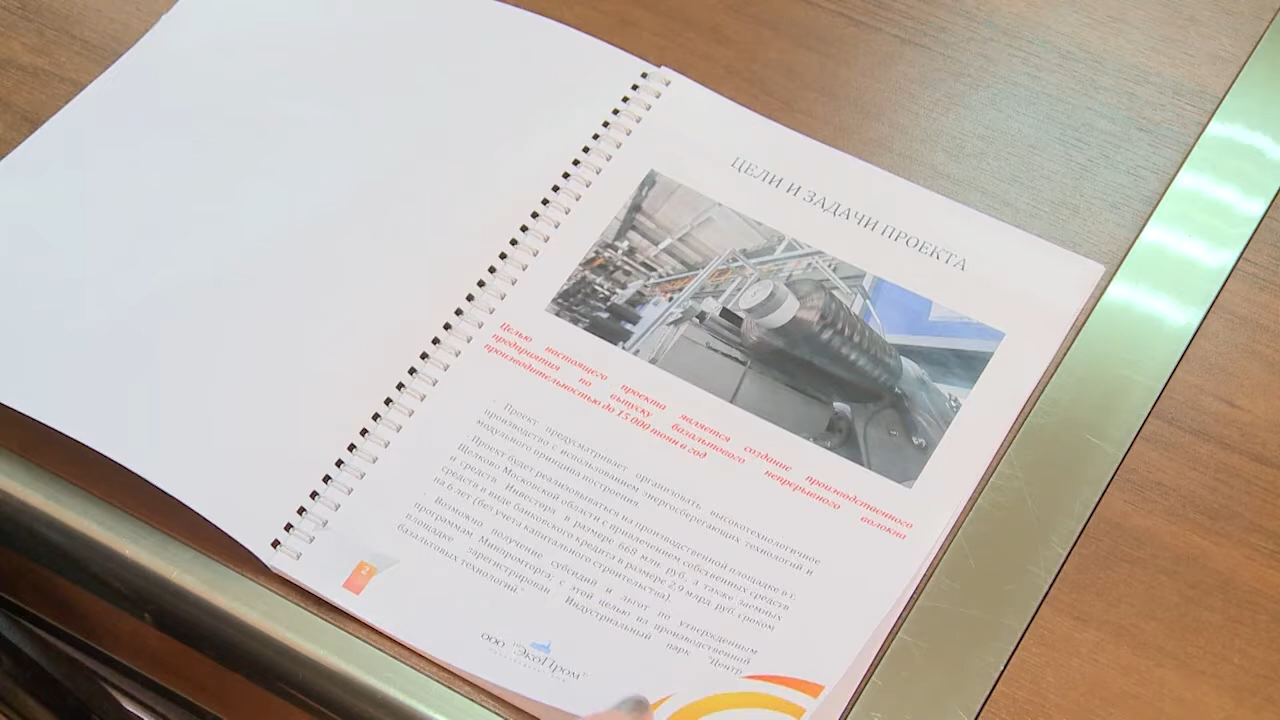 ЦЕЛИ И ЗАДАЧИ ПРОЕКТА
Целью настоящего проекта является создание производственного
предприятия по выпуску базальтового непрерывного волокна
производительностью до 15 000 тонн в год
- Проект предусматривает организовать высокотехнологичное
производство с использованием энергосберегающих технологий и
модульного принципа построения.
- Проект будет реализовываться на производственной площадке в г.
Щелково Московской области с привлечением собственных средств
и средств Инвестора в размере 668 млн. руб., а также Заемных
средств в виде банковского кредита в размере 2,9 млрд. руб. сроком
на 6 лет (без учета капитального строительства).
- Возможно получение субсидий и льгот по утвержденным
программам Минпромторга; с этой целью на производственной
площадке зарегистрирован Индустриальный парк "Центр
базальтовых технологий."
2
ООО "ЭкоПром"